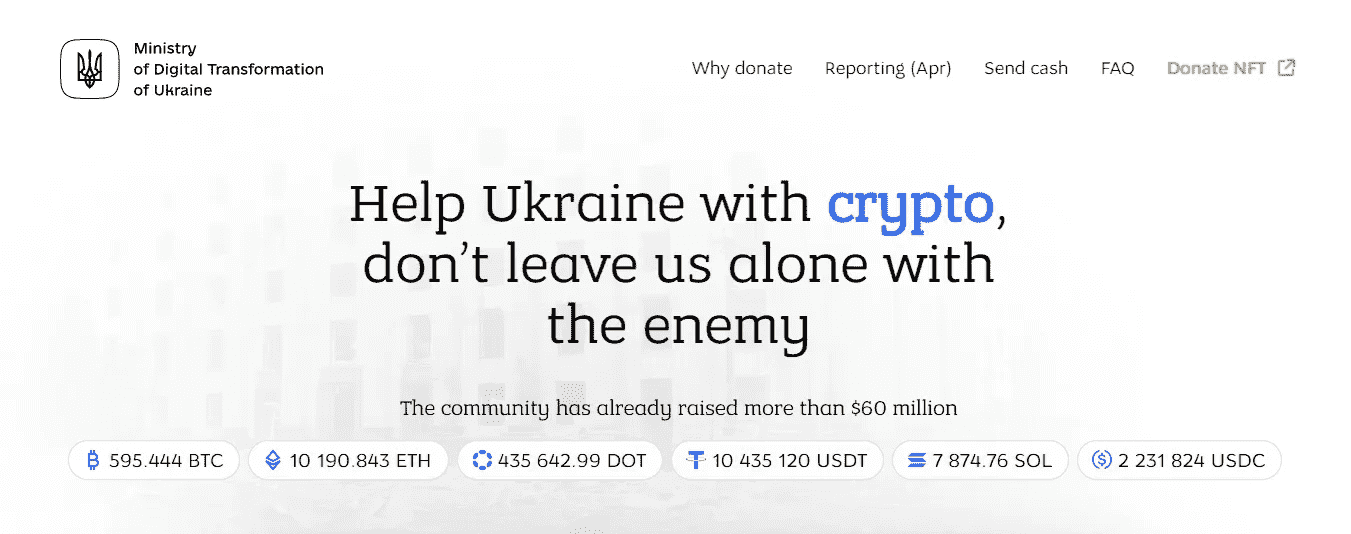 Ministry
of Digital Transformation
of Ukraine
Why donate
Reporting (Apr)
Send cash
FAQ
Donate NFT
Help Ukraine with crypto,
don’t leave us alone with
the enemy
The community has already raised more than $60 million
595.444 BTC
10 190.843 ETH
435 642.99 DOT
10 435 120 USDT
7 874.76 SOL
2 231 824 USDC